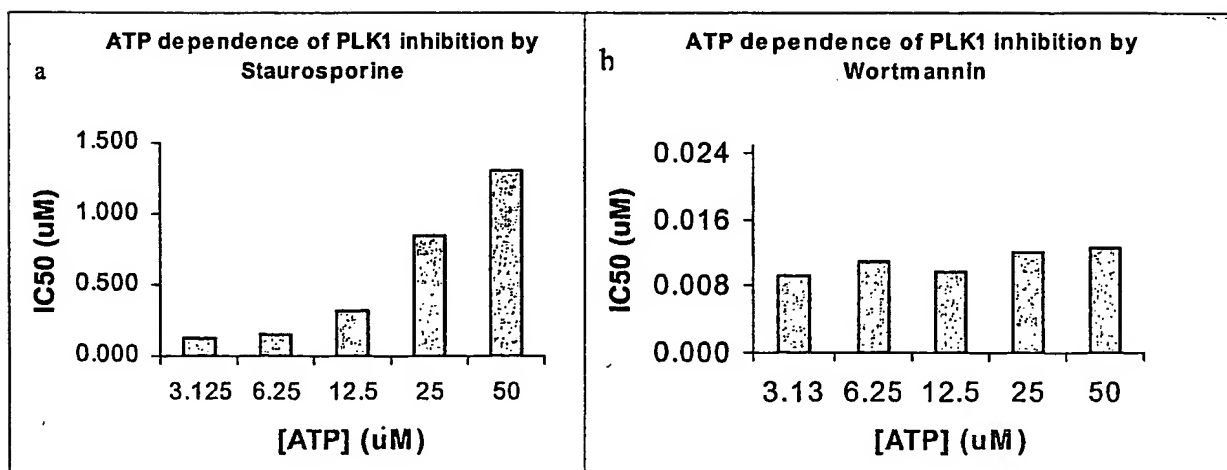 a
ATP dependence of PLK1 inhibition by
Staurosporine
IC50 (uM)
1.500
1.000
0.500
0.000
3.125 6.25 12.5 25 50
[ATP] (uM)
h
ATP dependence of PLK1 Inhibition by
Wortmannin
IC50 (uM)
0.024
0.016
0.008
0.000
3.13 6.25 12.5 25 50
[ATP] (uM)